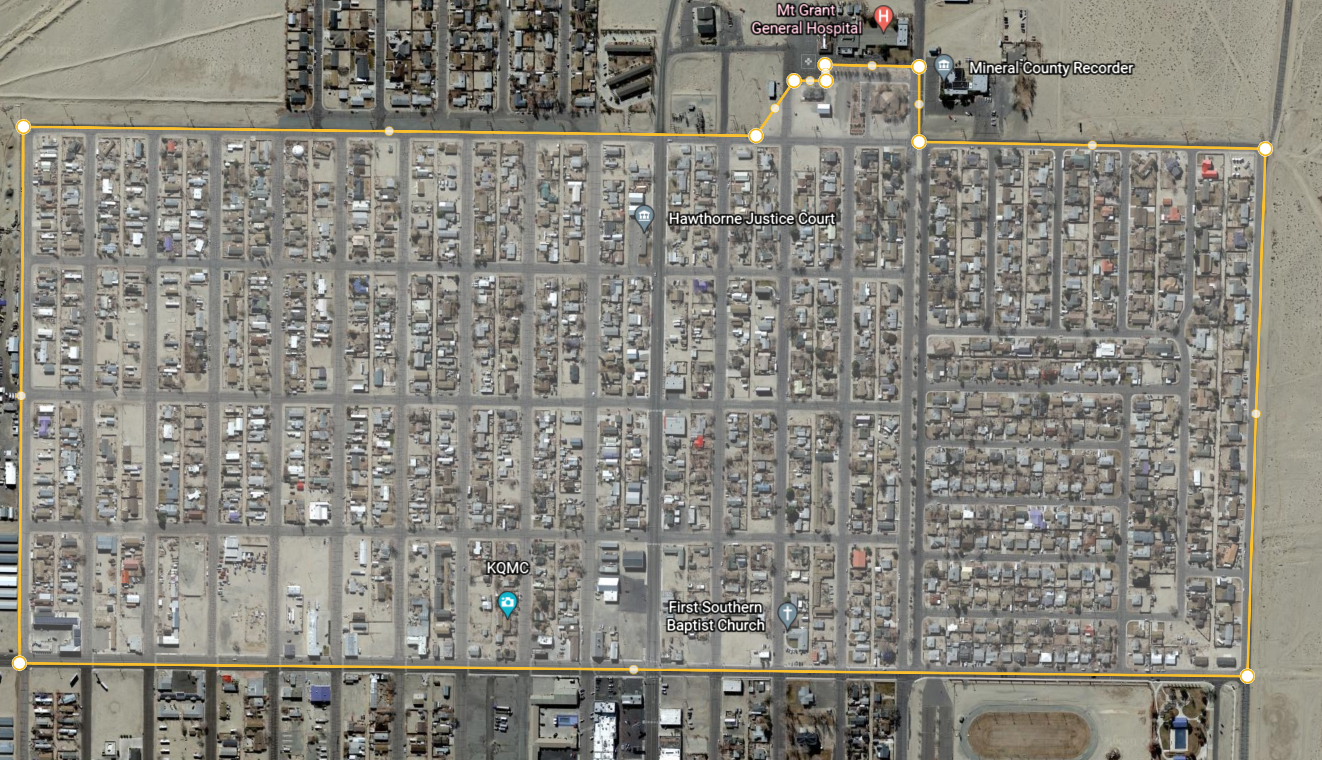 Mt Grant
General Hospital
H
Mineral County Recorder
Hawthorne Justice Court
KQMC
First Southern
Baptist Church